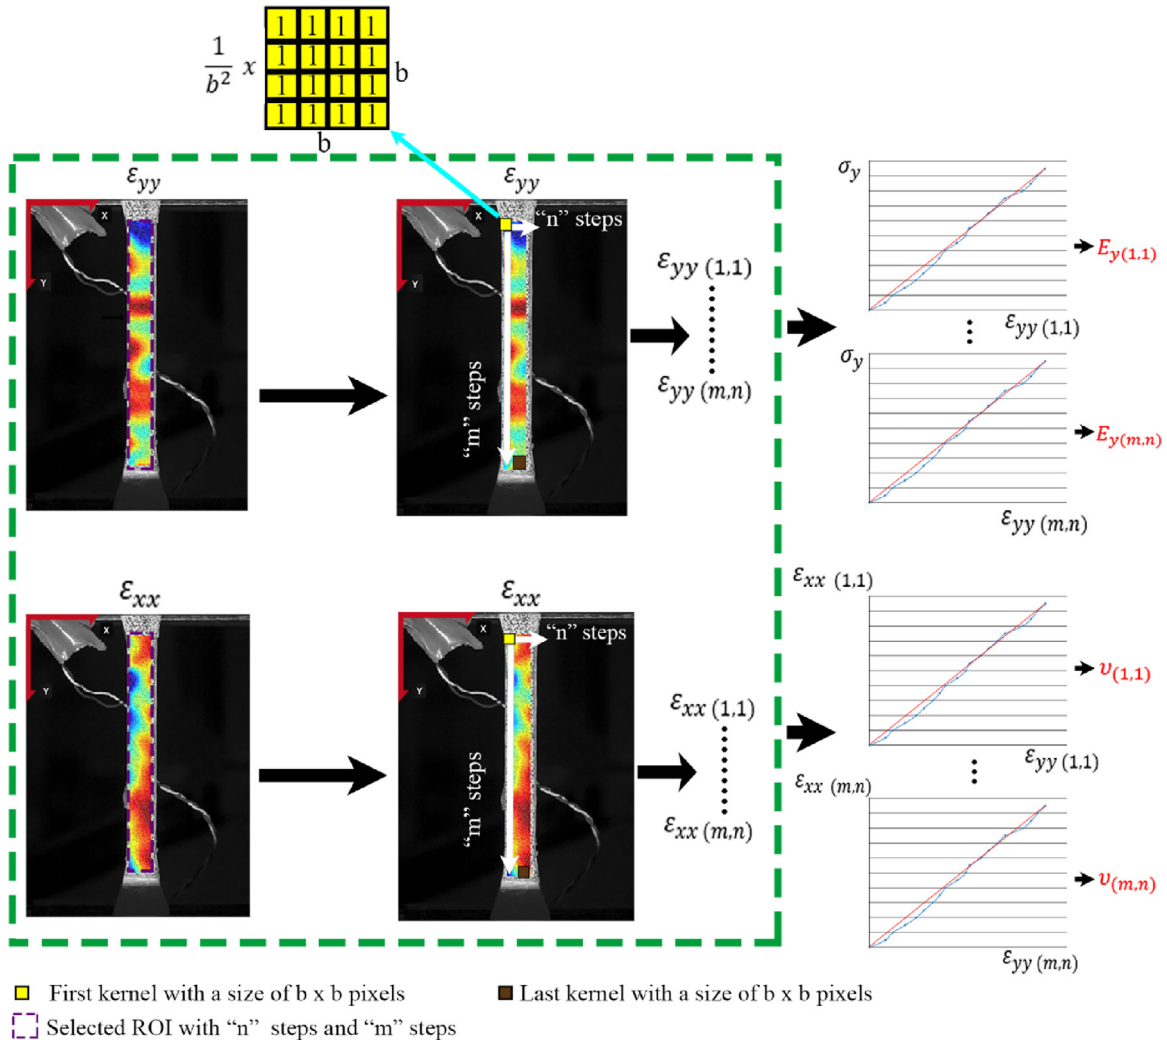 1 1 1 1
1 1 1 1
1 1 1 1
1 1 1 1
1/b² x
b
b
εyy
εyy
X
Y
X
Y
“n” steps
“m” steps
εyy (1,1)
εyy (m,n)
σy
εyy (1,1)
Ey(1,1)
σy
εyy (m,n)
Ey(m,n)
εxx
εxx
X
Y
X
Y
“n” steps
“m” steps
εxx (1,1)
εxx (m,n)
εxx (1,1)
εyy (1,1)
υ(1,1)
εxx (m,n)
εyy (m,n)
υ(m,n)
First kernel with a size of b x b pixels
Last kernel with a size of b x b pixels
Selected ROI with “n” steps and “m” steps